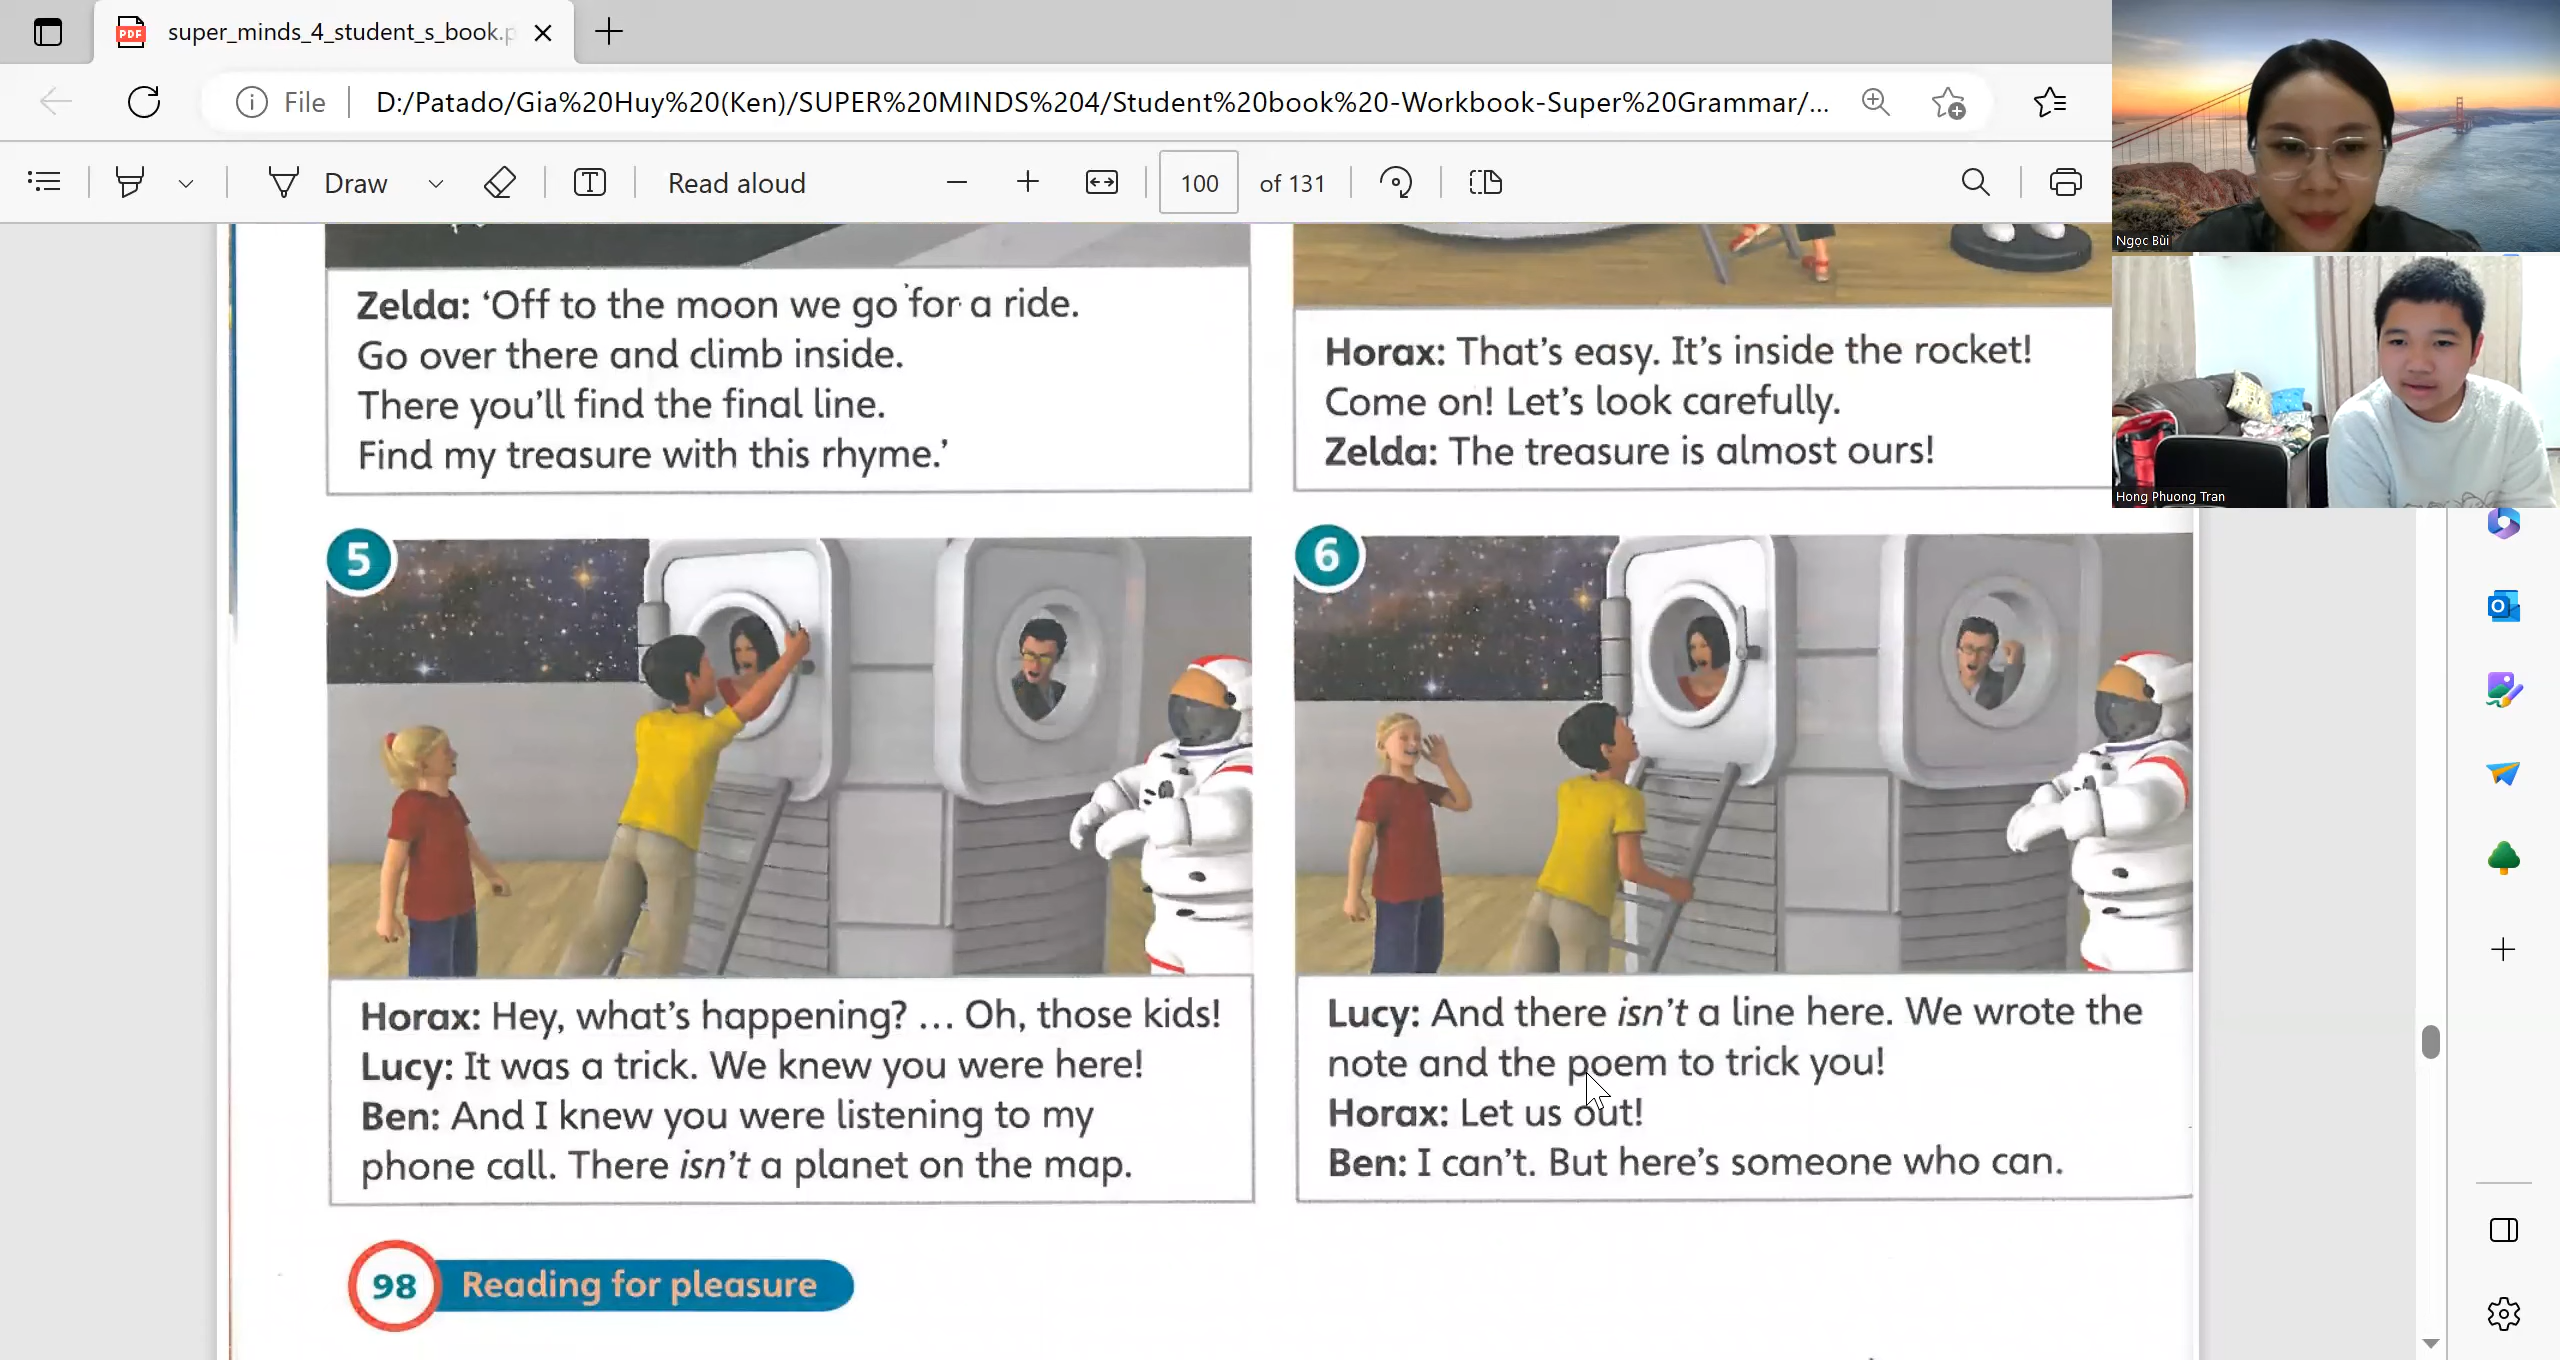 super_minds_4_student_s_book.p
File
D:/Patado/Gia%20Huy%20(Ken)/SUPER%20MINDS%204/Student%20book%20-Workbook-Super%20Grammar/...
Draw
Read aloud
100
of 131
Ngọc Bùi
Hong Phuong Tran
Zelda: ‘Off to the moon we go for a ride.
Go over there and climb inside.
There you’ll find the final line.
Find my treasure with this rhyme.’
Horax: That’s easy. It’s inside the rocket!
Come on! Let’s look carefully.
Zelda: The treasure is almost ours!
5
6
Horax: Hey, what’s happening? ... Oh, those kids!
Lucy: It was a trick. We knew you were here!
Ben: And I knew you were listening to my
phone call. There isn’t a planet on the map.
Lucy: And there isn’t a line here. We wrote the
note and the poem to trick you!
Horax: Let us out!
Ben: I can’t. But here’s someone who can.
98
Reading for pleasure